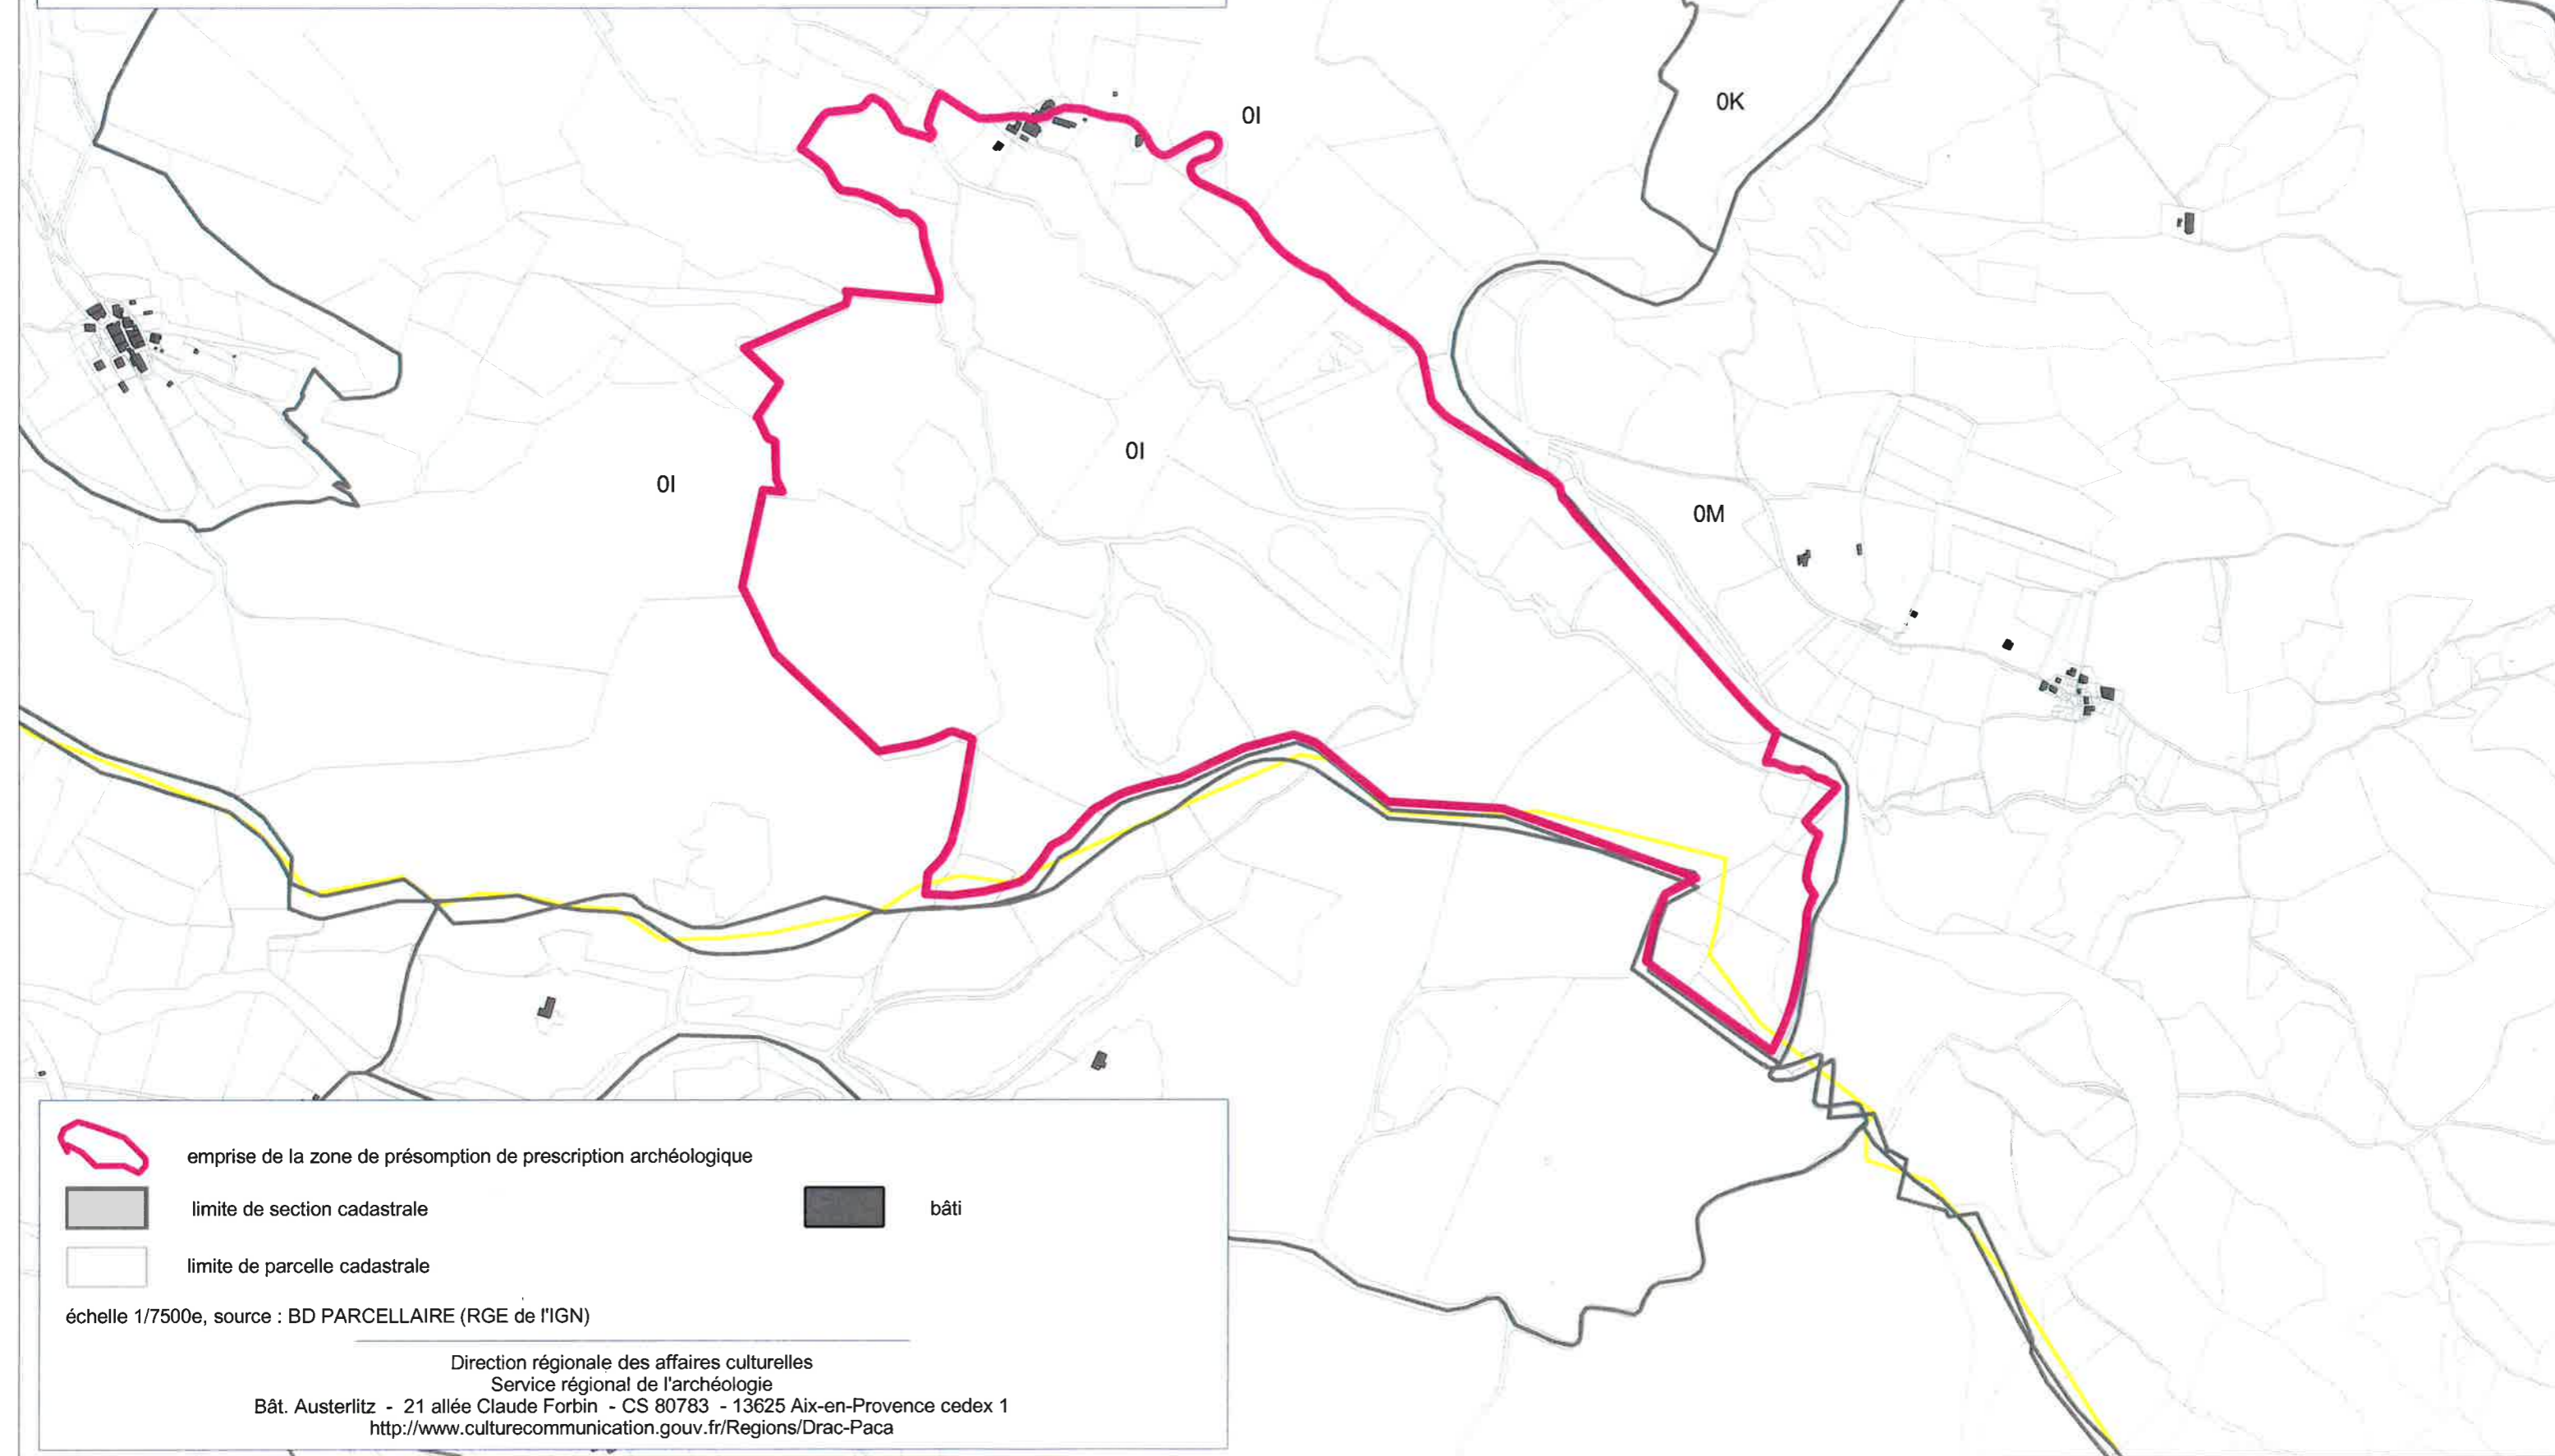 0I
0K
0I
0I
0M
emprise de la zone de présomption de prescription archéologique
limite de section cadastrale
bâti
limite de parcelle cadastrale
échelle 1/7500e, source : BD PARCELLAIRE (RGE de l'IGN)
Direction régionale des affaires culturelles
Service régional de l'archéologie
Bât. Austerlitz - 21 allée Claude Forbin - CS 80783 - 13625 Aix-en-Provence cedex 1
http://www.culturecommunication.gouv.fr/Regions/Drac-Paca